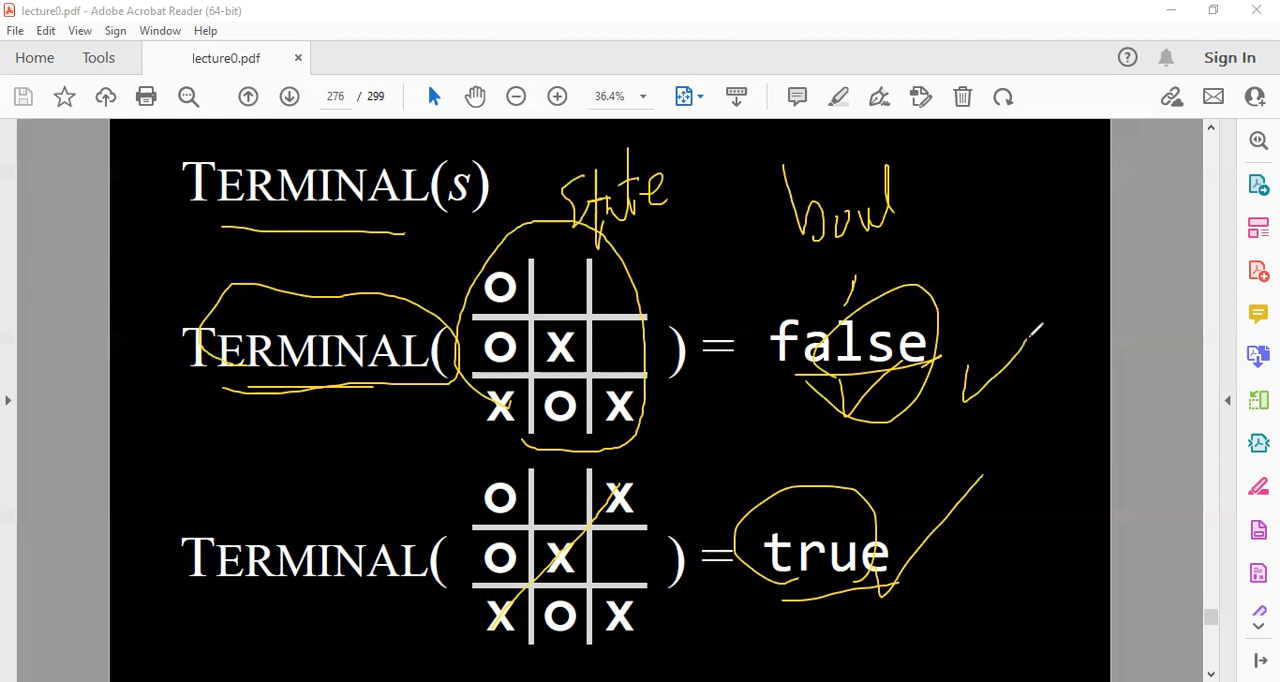 lecture0.pdf - Adobe Acrobat Reader (64-bit)
File Edit View Sign Window Help
Home Tools lecture0.pdf × Sign In
276 / 299 36.4%
TERMINAL(s) state
TERMINAL(
O
O X
X O X
) = false
TERMINAL(
O X
O X
X O X
) = true